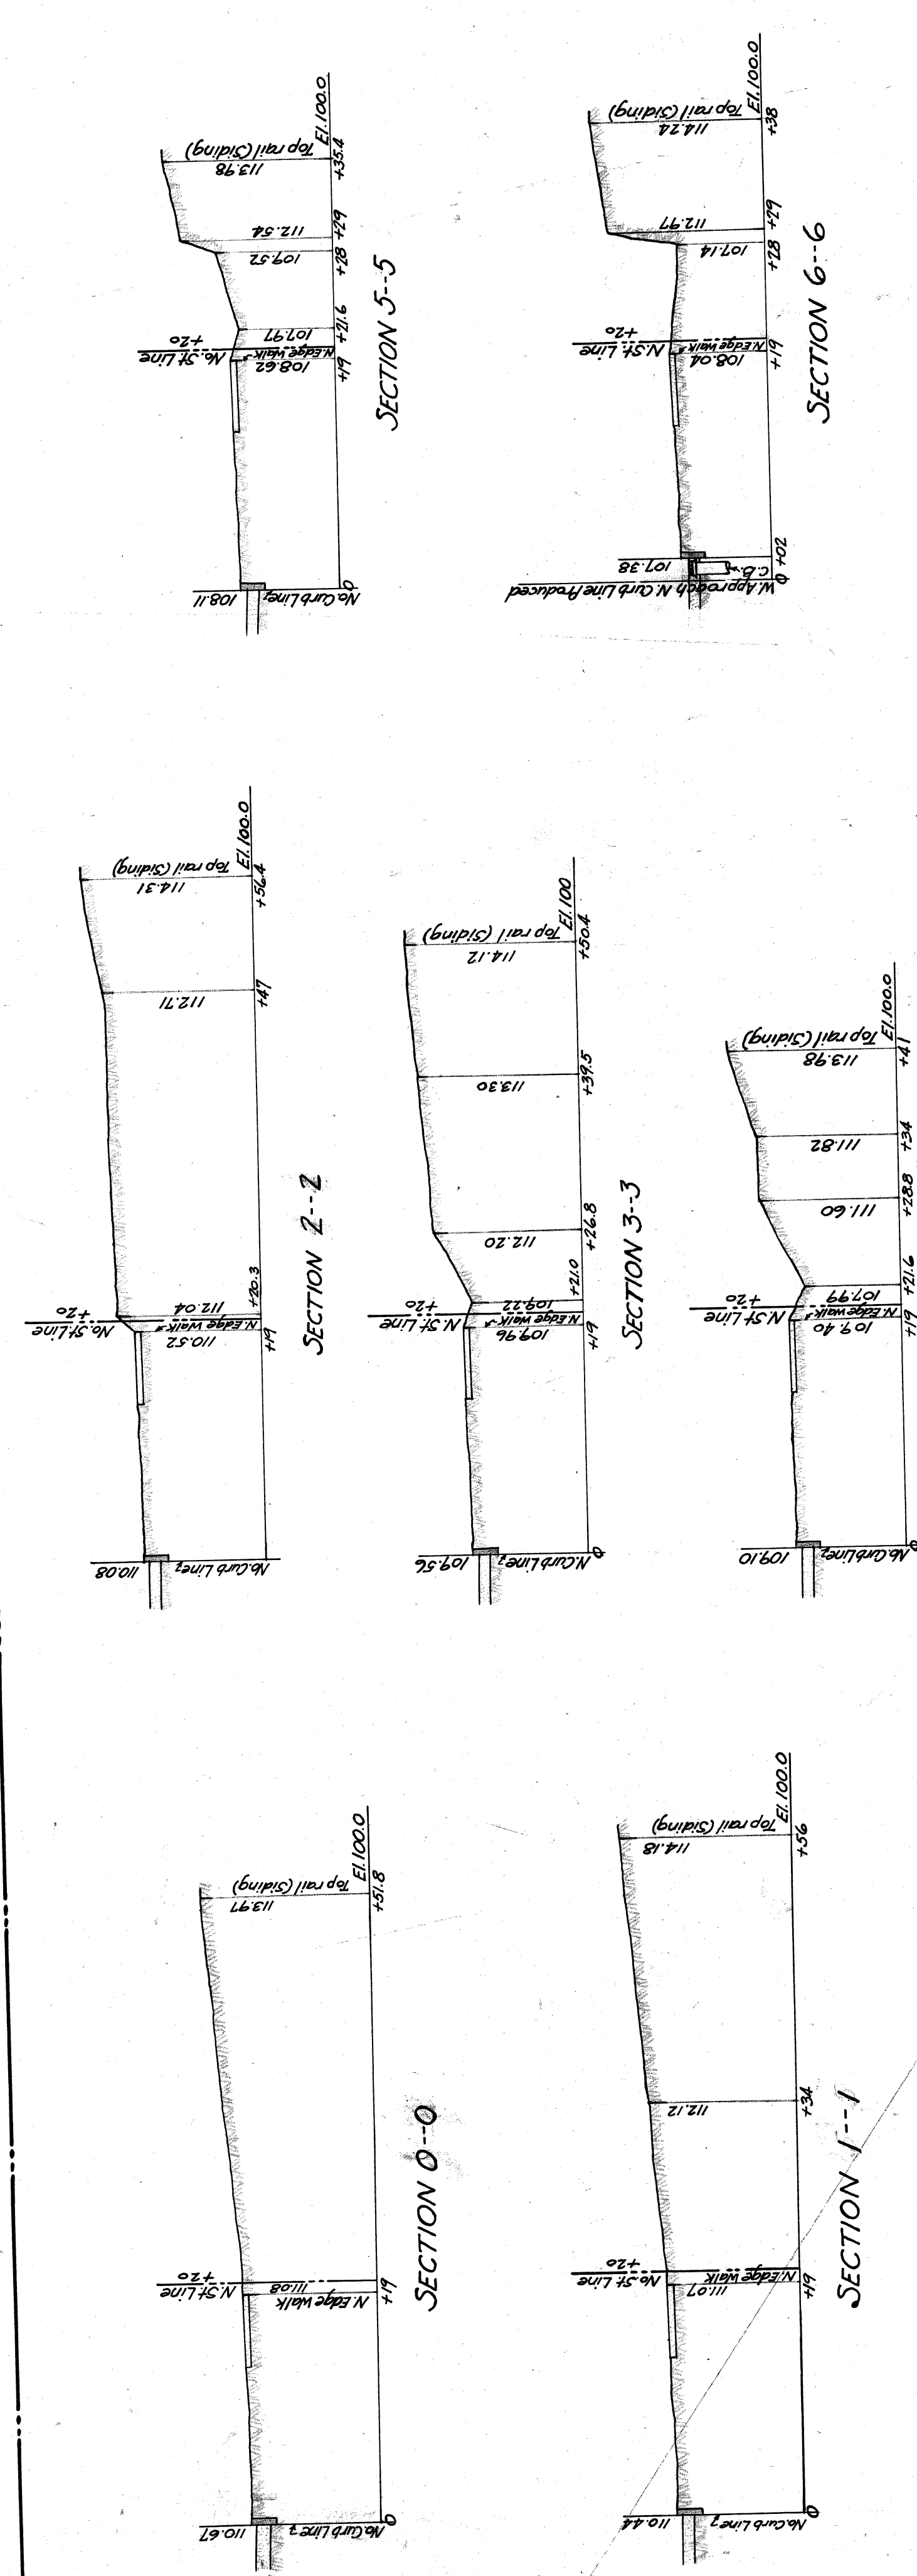 No. Curb Line
110.67
0
N. Edge Walk
111.08
N. St. Line
+20
+19
Top rail (Siding)
113.97
El. 100.0
+51.8
SECTION 0--0
No. Curb Line
110.44
0
N. Edge Walk
111.07
No. St. Line
+20
+19
112.12
+34
Top rail (Siding)
114.18
El. 100.0
+56
SECTION 1--1
No. Curb Line
110.08
N. Edge Walk
110.52
No. St. Line
+20
+19
112.04
+20.3
112.71
+47
Top rail (Siding)
114.31
El. 100.0
+56.4
SECTION 2--2
N. Curb Line
109.56
0
N. Edge Walk
109.96
N. St. Line
+20
+19
109.22
+21.0
112.20
+26.8
113.30
+39.5
Top rail (Siding)
114.12
El. 100
+50.4
SECTION 3--3
No. Curb Line
109.10
0
N. Edge Walk
109.40
N. St. Line
+20
+19
107.99
+21.6
111.60
+28.8
111.82
+34
Top rail (Siding)
113.98
El. 100.0
+41
No. Curb Line
108.11
0
N. Edge Walk
108.62
No. St. Line
+20
+19
107.97
+21.6
109.52
+28
112.54
+29
Top rail (Siding)
113.98
El. 100.0
+35.4
SECTION 5--5
W. Approach N. Curb Line Produced
107.38
C.B.
0
+02
N. Edge Walk
108.04
N. St. Line
+20
+19
107.14
+28
112.97
+29
Top rail (Siding)
114.24
El. 100.0
+38
SECTION 6--6